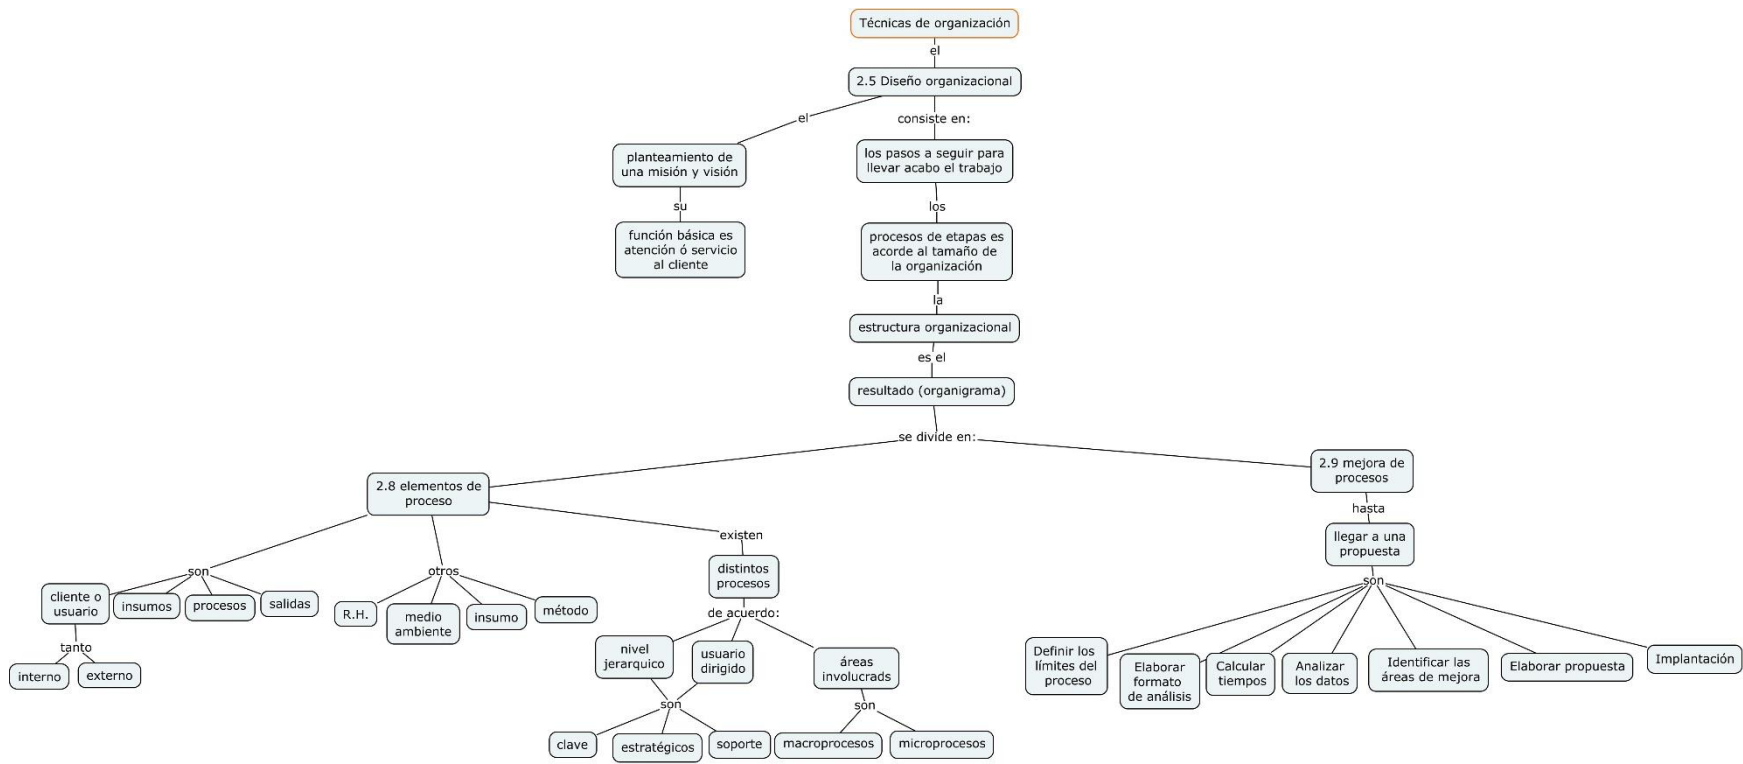 Técnicas de organización
el
2.5 Diseño organizacional
el
consiste en:
planteamiento de
una misión y visión
los pasos a seguir para
llevar acabo el trabajo
su
los
función básica es
atención ó servicio
al cliente
procesos de etapas es
acorde al tamaño de
la organización
la
estructura organizacional
es el
resultado (organigrama)
se divide en:
2.8 elementos de
proceso
son
cliente o
usuario
insumos
procesos
salidas
tanto
interno
externo
otros
R.H.
medio
ambiente
insumo
método
existen
distintos
procesos
de acuerdo:
nivel
jerarquico
usuario
dirigido
áreas
involucrads
son
clave
estratégicos
soporte
son
macroprocesos
microprocesos
2.9 mejora de
procesos
hasta
llegar a una
propuesta
son
Definir los
límites del
proceso
Elaborar
formato
de análisis
Calcular
tiempos
Analizar
los datos
Identificar las
áreas de mejora
Elaborar propuesta
Implantación